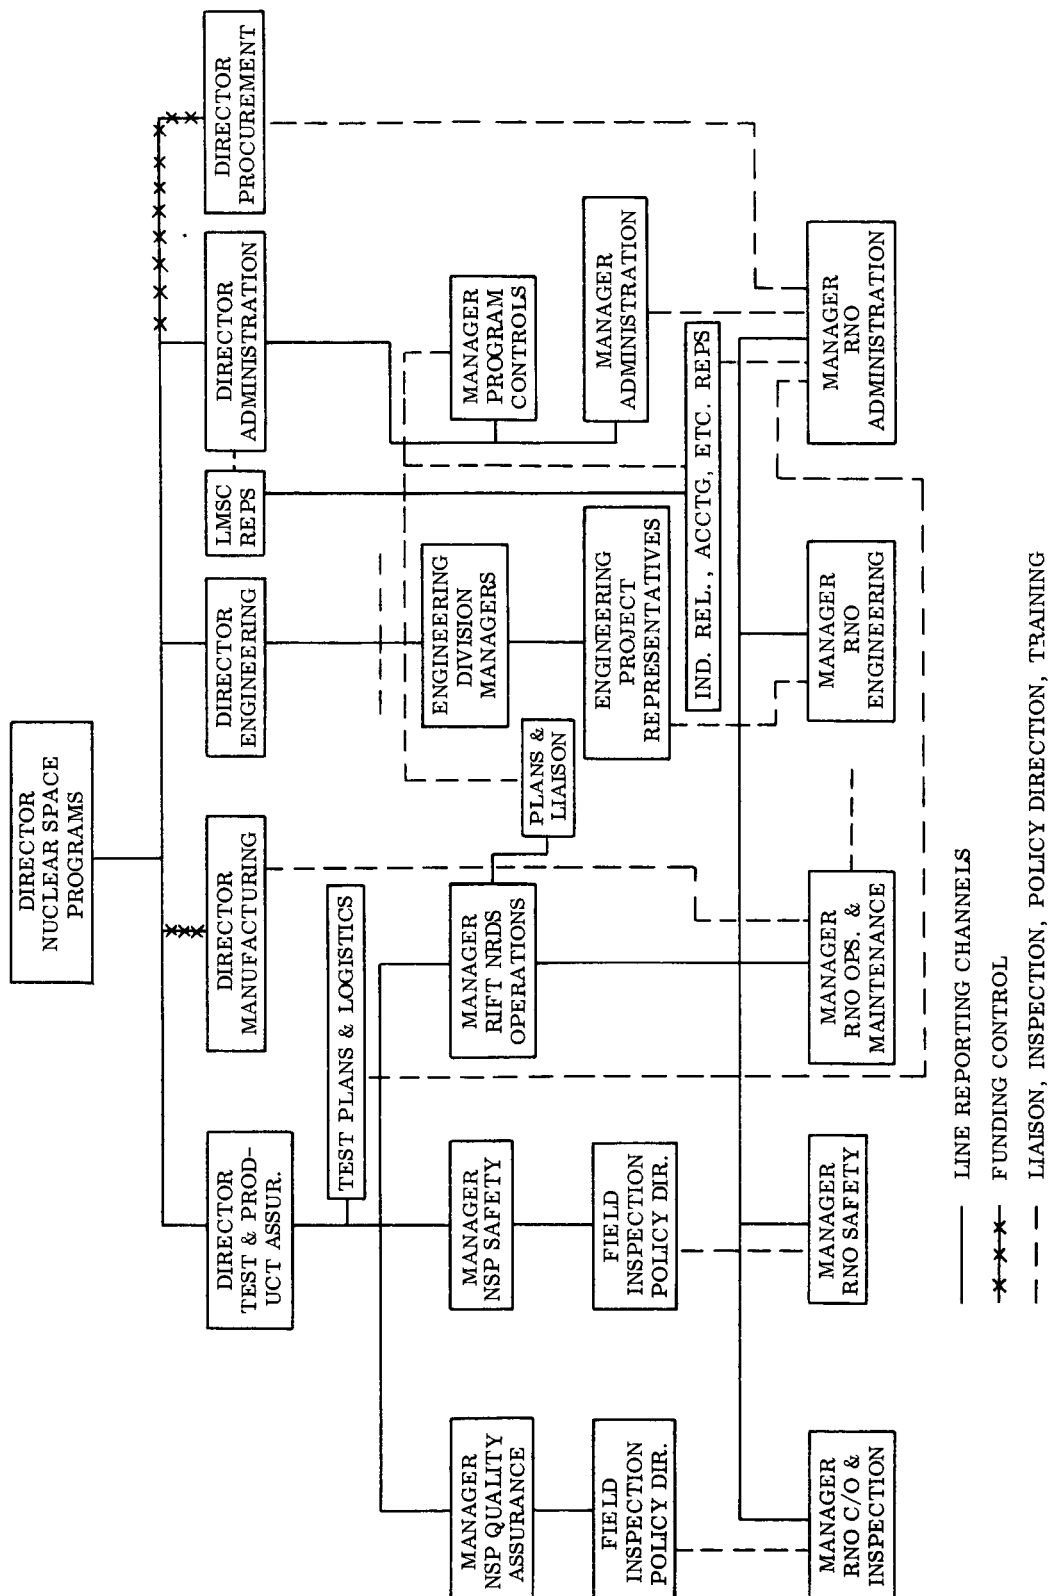 DIRECTOR
NUCLEAR SPACE
PROGRAMS
DIRECTOR
TEST & PROD-
UCT ASSUR.
DIRECTOR
MANUFACTURING
DIRECTOR
ENGINEERING
LMSC
REPS
DIRECTOR
ADMINISTRATION
DIRECTOR
PROCUREMENT
TEST PLANS & LOGISTICS
MANAGER
NSP QUALITY
ASSURANCE
MANAGER
NSP SAFETY
MANAGER
RIFT NRDS
OPERATIONS
PLANS &
LIAISON
ENGINEERING
DIVISION
MANAGERS
MANAGER
PROGRAM
CONTROLS
FIELD
INSPECTION
POLICY DIR.
FIELD
INSPECTION
POLICY DIR.
ENGINEERING
PROJECT
REPRESENTATIVES
MANAGER
ADMINISTRATION
IND. REL., ACCTG, ETC. REPS
MANAGER
RNO C/O &
INSPECTION
MANAGER
RNO SAFETY
MANAGER
RNO OPS. &
MAINTENANCE
MANAGER
RNO
ENGINEERING
MANAGER
RNO
ADMINISTRATION
LINE REPORTING CHANNELS
FUNDING CONTROL
LIAISON, INSPECTION, POLICY DIRECTION, TRAINING